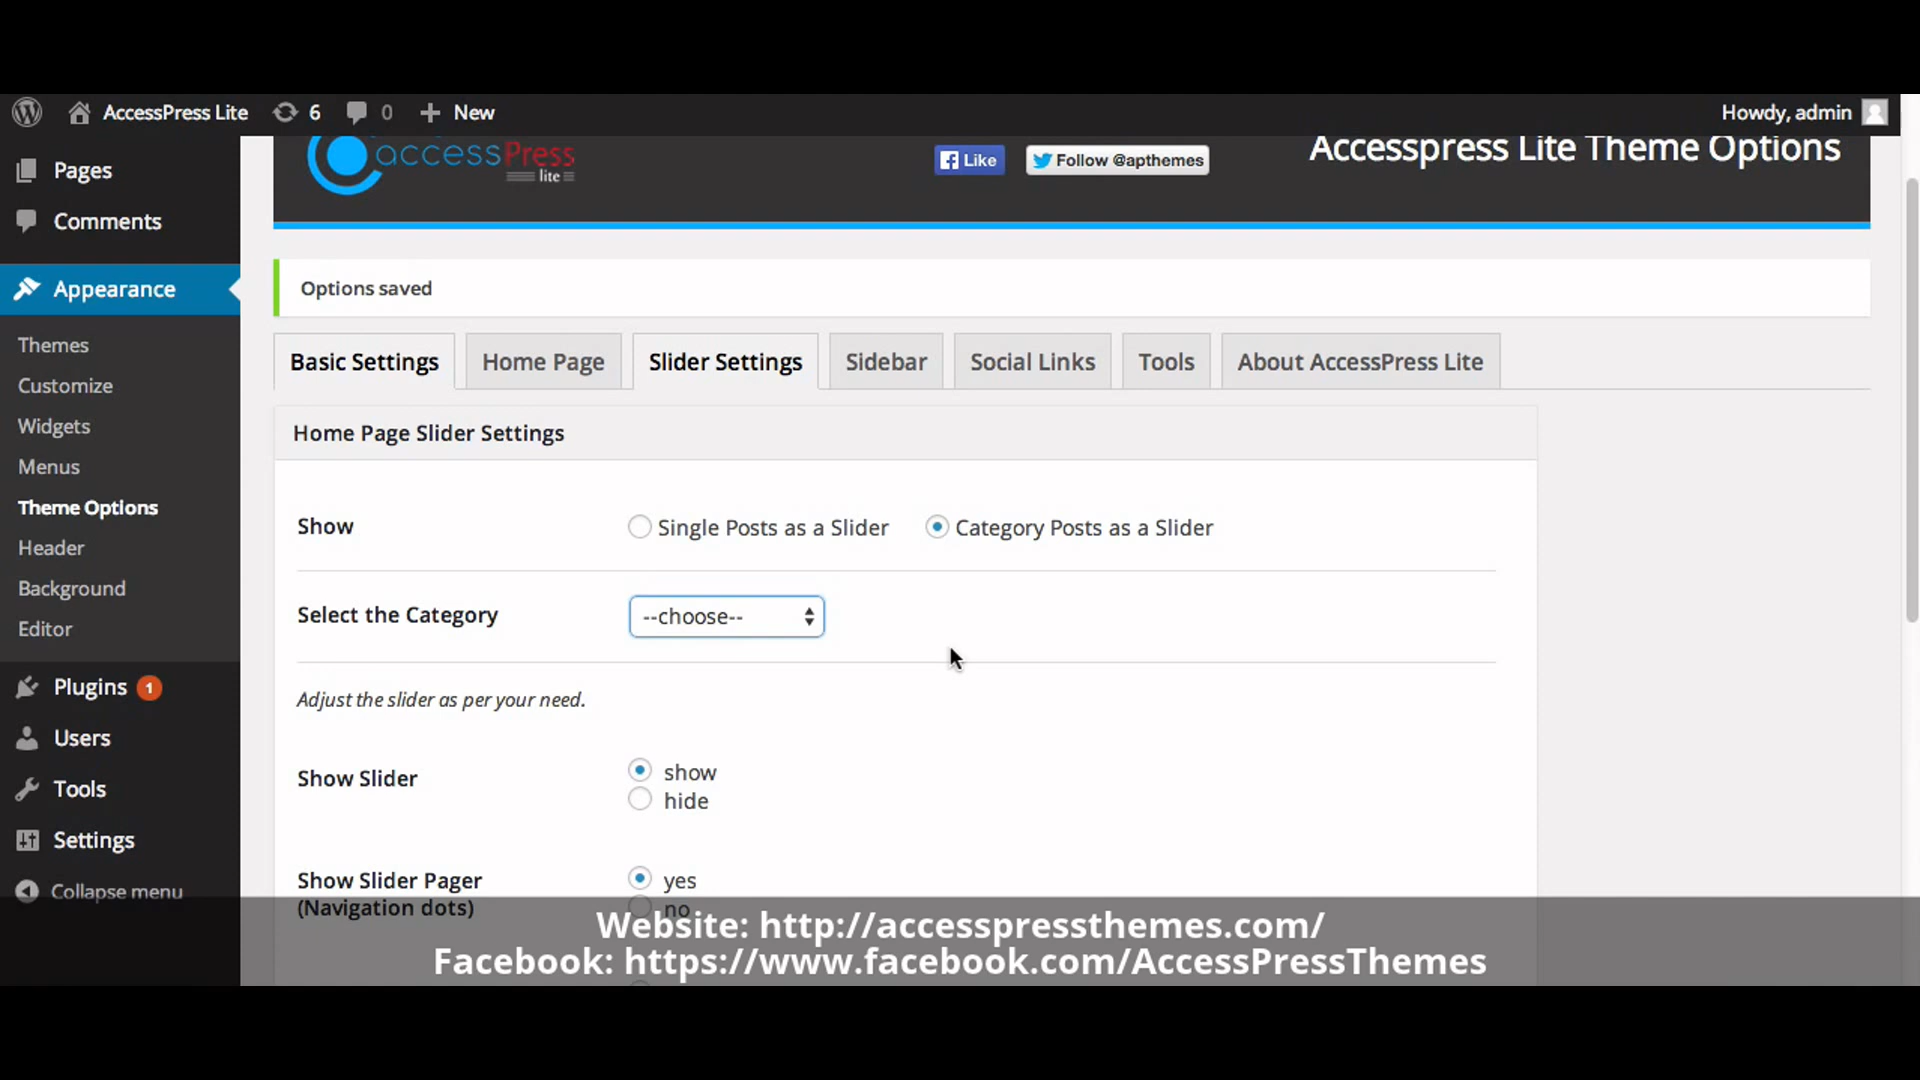 AccessPress Lite 6 0 + New Howdy, admin
accessPress
lite
Like
Follow @apthemes
Accesspress Lite Theme Options
Pages
Comments
Appearance
Themes
Customize
Widgets
Menus
Theme Options
Header
Background
Editor
Plugins 1
Users
Tools
Settings
Collapse menu
Options saved
Basic Settings Home Page Slider Settings Sidebar Social Links Tools About AccessPress Lite
Home Page Slider Settings
Show Single Posts as a Slider Category Posts as a Slider
Select the Category --choose--
Adjust the slider as per your need.
Show Slider show
hide
Show Slider Pager yes
(Navigation dots) no
Website: http://accesspressthemes.com/
Facebook: https://www.facebook.com/AccessPressThemes